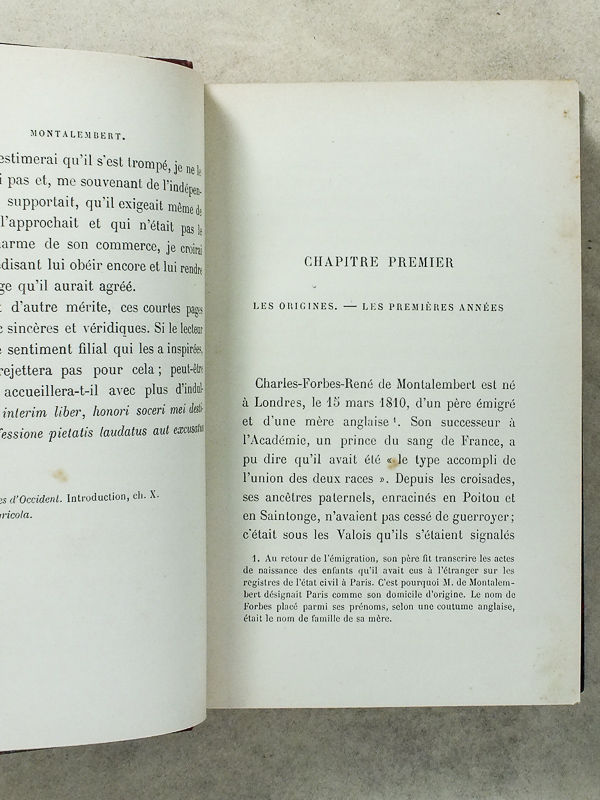 MONTALEMBERT.
estimerai qu'il s'est trompé, je ne le
pas et, me souvenant de l'indépen-
supportait, qu'il exigeait même de
l'approchait et qui n'était pas le
arme de son commerce, je croirai
disant lui obéir encore et lui rendre
ge qu'il aurait agréé.
d'autre mérite, ces courtes pages
sincères et véridiques. Si le lecteur
sentiment filial qui les a inspirées,
rejettera pas pour cela ; peut-être
accueillera-t-il avec plus d'indul-
interim liber, honori soceri mei desti-
fessione pietatis laudatus aut excusatus
es d'Occident. Introduction, ch. X.
gricola.
CHAPITRE PREMIER
LES ORIGINES. — LES PREMIÈRES ANNÉES
Charles-Forbes-René de Montalembert est né
à Londres, le 15 mars 1810, d'un père émigré
et d'une mère anglaise 1. Son successeur à
l'Académie, un prince du sang de France, a
pu dire qu'il avait été « le type accompli de
l'union des deux races ». Depuis les croisades,
ses ancêtres paternels, enracinés en Poitou et
en Saintonge, n'avaient pas cessé de guerroyer ;
c'était sous les Valois qu'ils s'étaient signalés
1. Au retour de l'émigration, son père fit transcrire les actes
de naissance des enfants qu'il avait eus à l'étranger sur les
registres de l'état civil à Paris. C'est pourquoi M. de Montalem-
bert désignait Paris comme son domicile d'origine. Le nom de
Forbes placé parmi ses prénoms, selon une coutume anglaise,
était le nom de famille de sa mère.